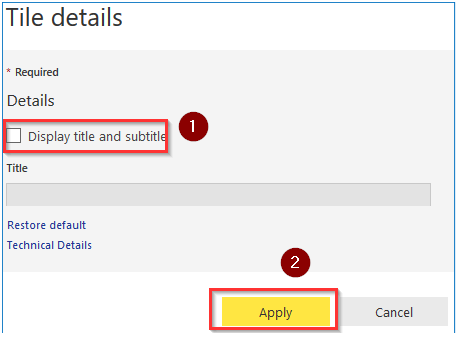 Tile details
* Required
Details
Display title and subtitle
1
Title
Restore default
Technical Details
2
Apply
Cancel